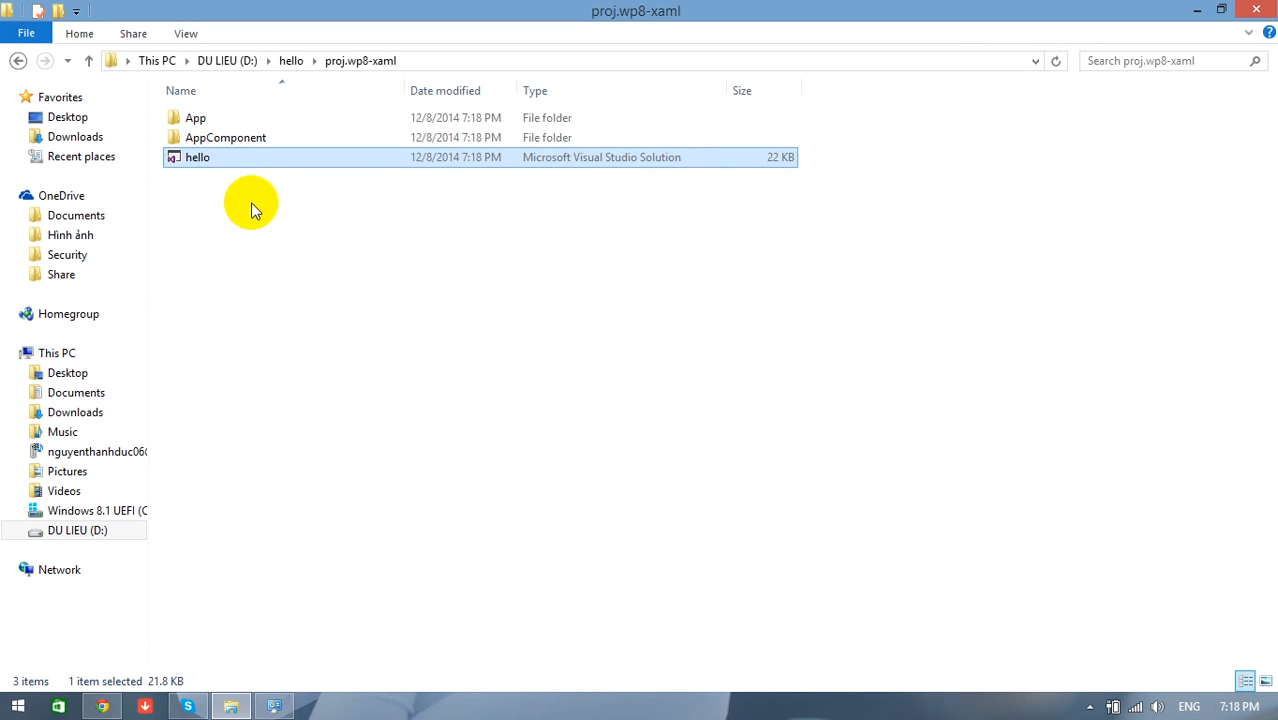 proj.wp8-xaml
File Home Share View
This PC DU LIEU (D:) hello proj.wp8-xaml
Search proj.wp8-xaml
Name Date modified Type Size
App 12/8/2014 7:18 PM File folder
AppComponent 12/8/2014 7:18 PM File folder
hello 12/8/2014 7:18 PM Microsoft Visual Studio Solution 22 KB
Favorites
Desktop
Downloads
Recent places
OneDrive
Documents
Hình ảnh
Security
Share
Homegroup
This PC
Desktop
Documents
Downloads
Music
nguyenthanhduc06
Pictures
Videos
Windows 8.1 UEFI (C
DU LIEU (D:)
Network
3 items 1 item selected 21.8 KB
ENG 7:18 PM